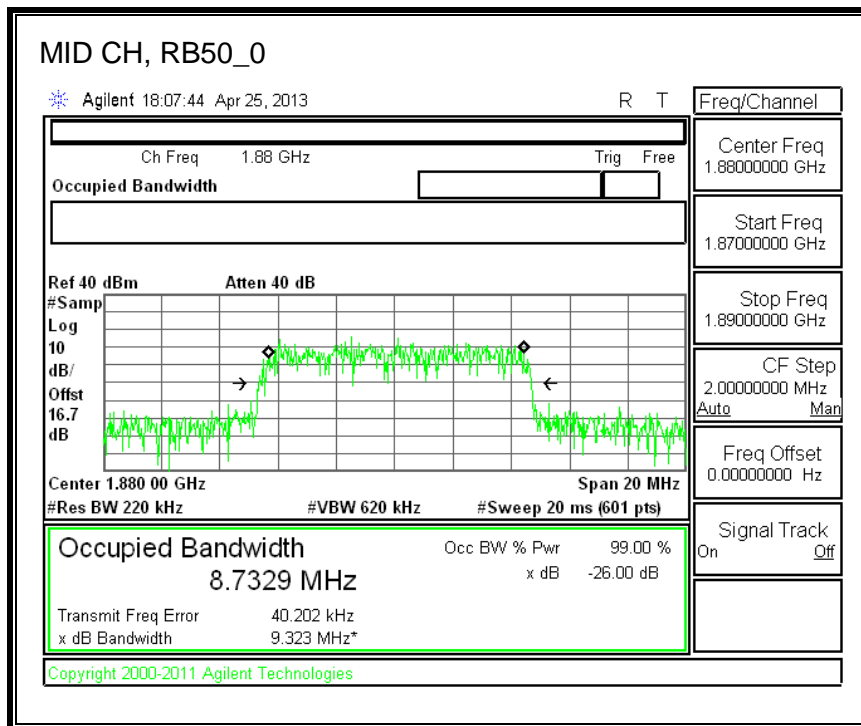 MID CH, RB50_0
Agilent 18:07:44 Apr 25, 2013 R T
Ch Freq 1.88 GHz Trig Free
Occupied Bandwidth
Ref 40 dBm Atten 40 dB
#Samp
Log
10
dB/
Offst
16.7
dB
Center 1.880 00 GHz Span 20 MHz
#Res BW 220 kHz #VBW 620 kHz #Sweep 20 ms (601 pts)
Occupied Bandwidth Occ BW % Pwr 99.00 %
8.7329 MHz x dB -26.00 dB
Transmit Freq Error 40.202 kHz
x dB Bandwidth 9.323 MHz*
Copyright 2000-2011 Agilent Technologies
Freq/Channel
Center Freq
1.88000000 GHz
Start Freq
1.87000000 GHz
Stop Freq
1.89000000 GHz
CF Step
2.00000000 MHz
Auto Man
Freq Offset
0.00000000 Hz
Signal Track
On Off